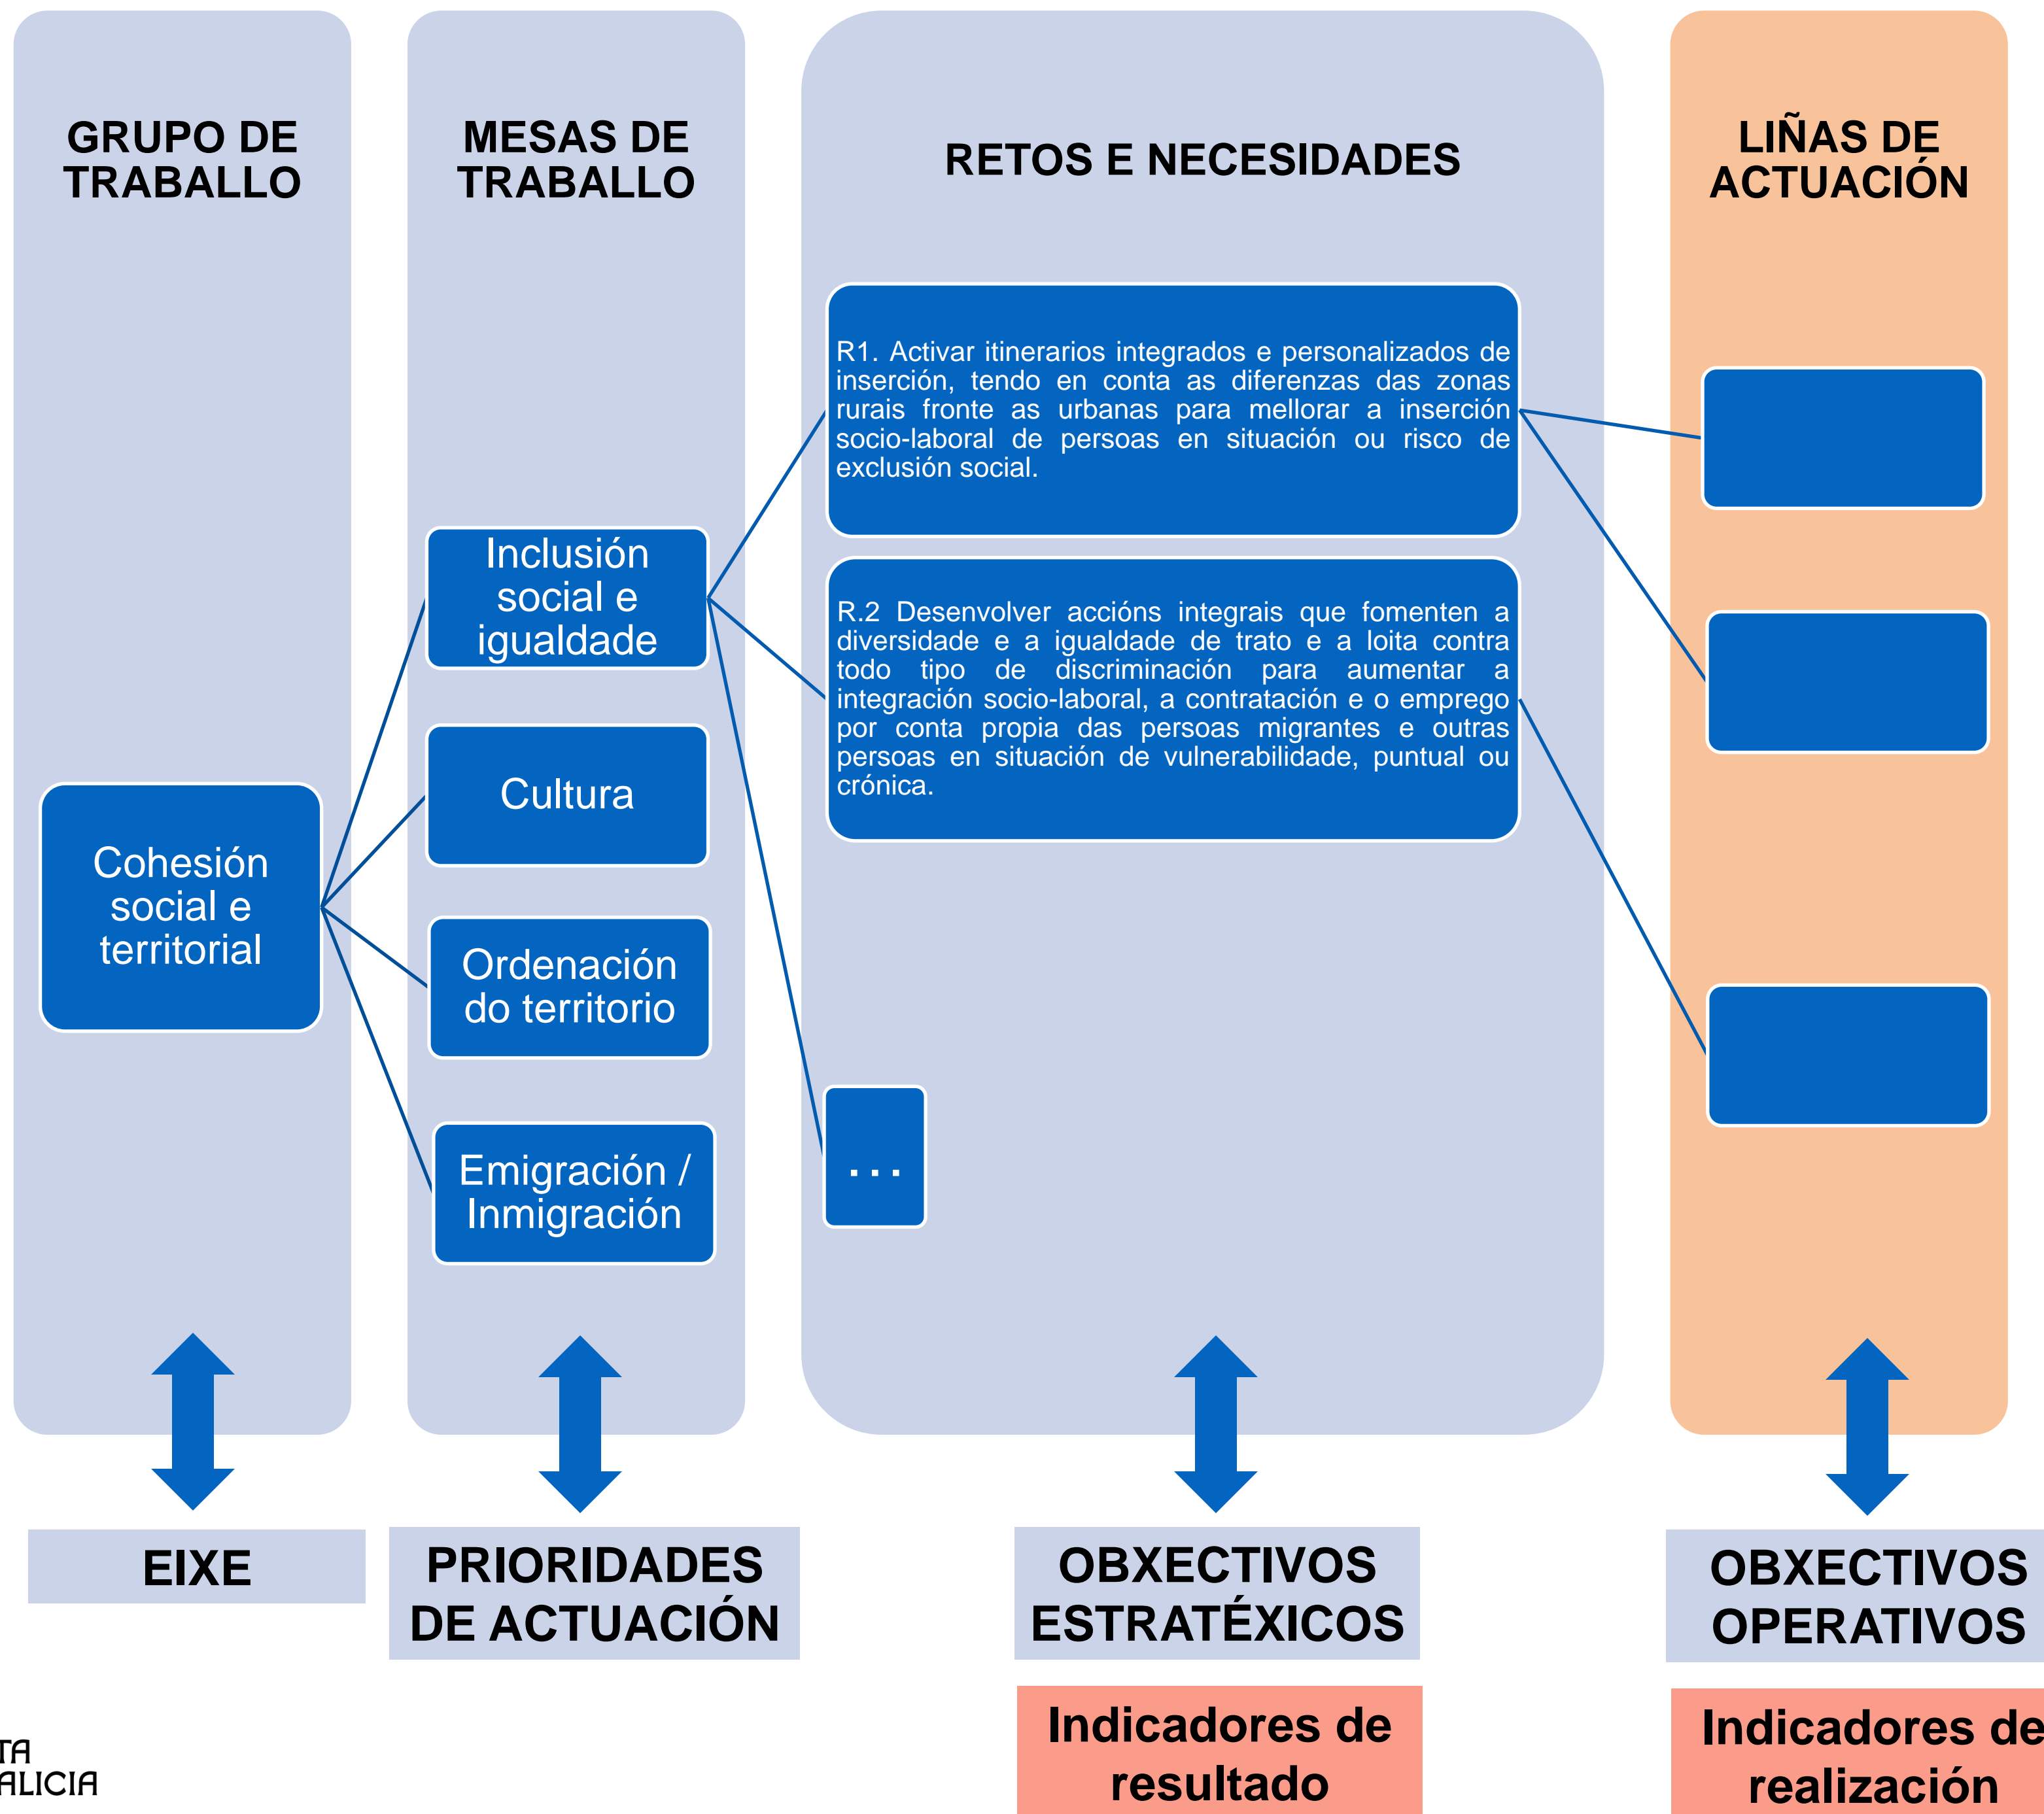 GRUPO DE
TRABALLO
MESAS DE
TRABALLO
RETOS E NECESIDADES
LIÑAS DE
ACTUACIÓN
Cohesión
social e
territorial
Inclusión
social e
igualdade
Cultura
Ordenación
do territorio
Emigración /
Inmigración
R1. Activar itinerarios integrados e personalizados de
inserción, tendo en conta as diferenzas das zonas
rurais fronte as urbanas para mellorar a inserción
socio-laboral de persoas en situación ou risco de
exclusión social.
R.2 Desenvolver accións integrais que fomenten a
diversidade e a igualdade de trato e a loita contra
todo tipo de discriminación para aumentar a
integración socio-laboral, a contratación e o emprego
por conta propia das persoas migrantes e outras
persoas en situación de vulnerabilidade, puntual ou
crónica.
...
EIXE
PRIORIDADES
DE ACTUACIÓN
OBXECTIVOS
ESTRATÉXICOS
OBXECTIVOS
OPERATIVOS
Indicadores de
resultado
Indicadores de
realización
TA
ALICIA